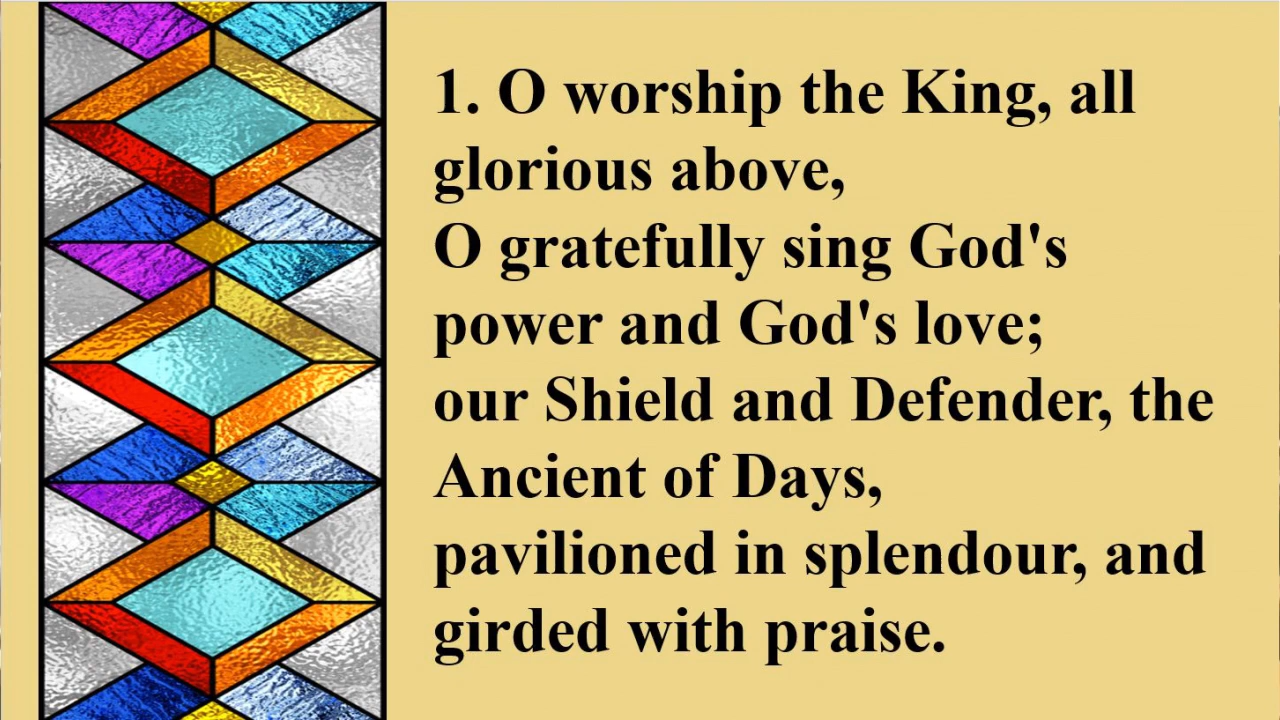 1. O worship the King, all
glorious above,
O gratefully sing God's
power and God's love;
our Shield and Defender, the
Ancient of Days,
pavilioned in splendour, and
girded with praise.